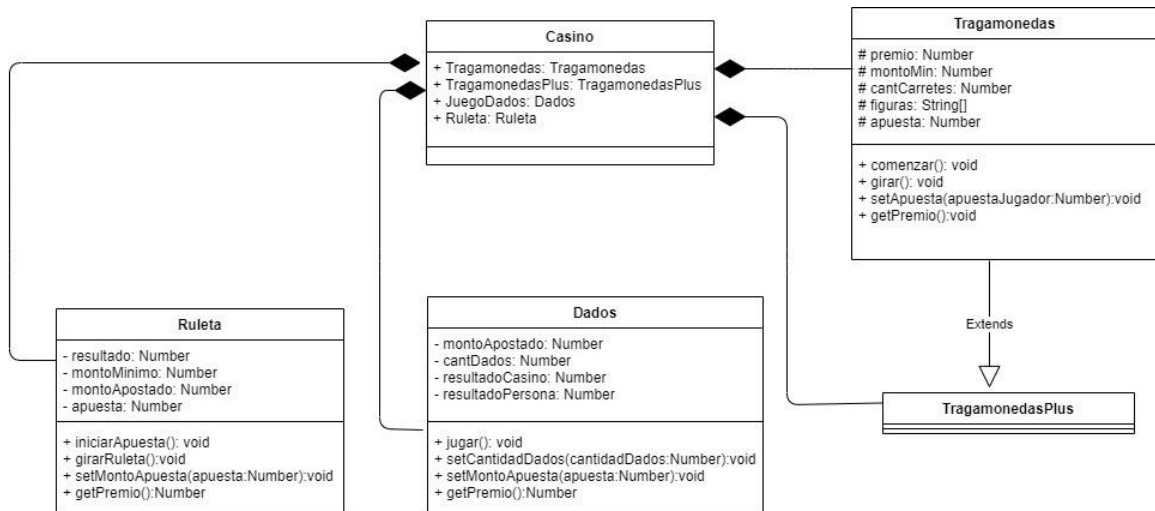 Casino
+ Tragamonedas: Tragamonedas
+ TragamonedasPlus: TragamonedasPlus
+ JuegoDados: Dados
+ Ruleta: Ruleta
Tragamonedas
# premio: Number
# montoMin: Number
# cantCarretes: Number
# figuras: String[]
# apuesta: Number
+ comenzar(): void
+ girar(): void
+ setApuesta(apuestaJugador:Number):void
+ getPremio():void
Ruleta
- resultado: Number
- montoMinimo: Number
- montoApostado: Number
- apuesta: Number
+ iniciarApuesta(): void
+ girarRuleta():void
+ setMontoApuesta(apuesta:Number):void
+ getPremio():Number
Dados
- montoApostado: Number
- cantDados: Number
- resultadoCasino: Number
- resultadoPersona: Number
+ jugar(): void
+ setCantidadDados(cantidadDados:Number):void
+ setMontoApuesta(apuesta:Number):void
+ getPremio():Number
Extends
TragamonedasPlus